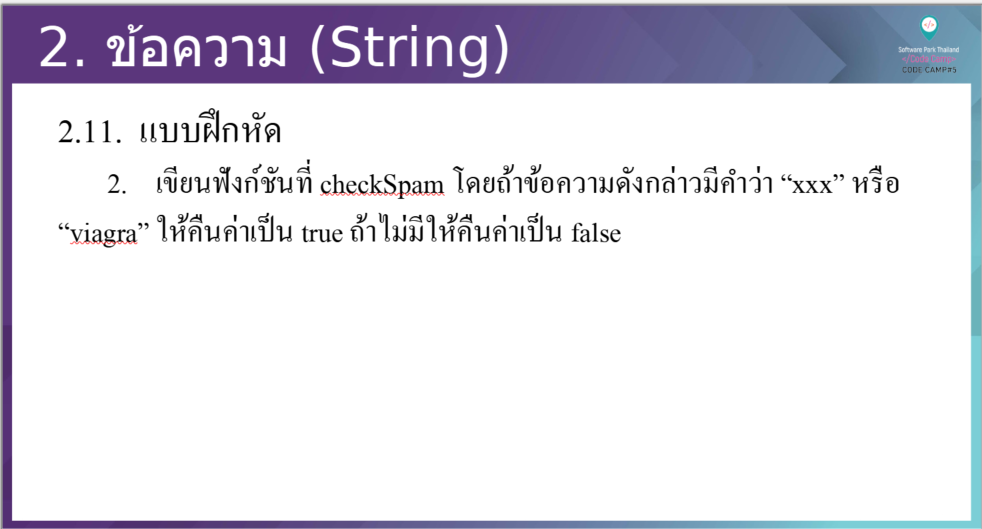 2. ข้อความ (String)
Software Park Thailand
CODE CAMP#5
2.11. แบบฝึกหัด
2. เขียนฟังก์ชันที่ checkSpam โดยถ้าข้อความดังกล่าวมีคำว่า “xxx” หรือ
“viagra” ให้คืนค่าเป็น true ถ้าไม่มีให้คืนค่าเป็น false